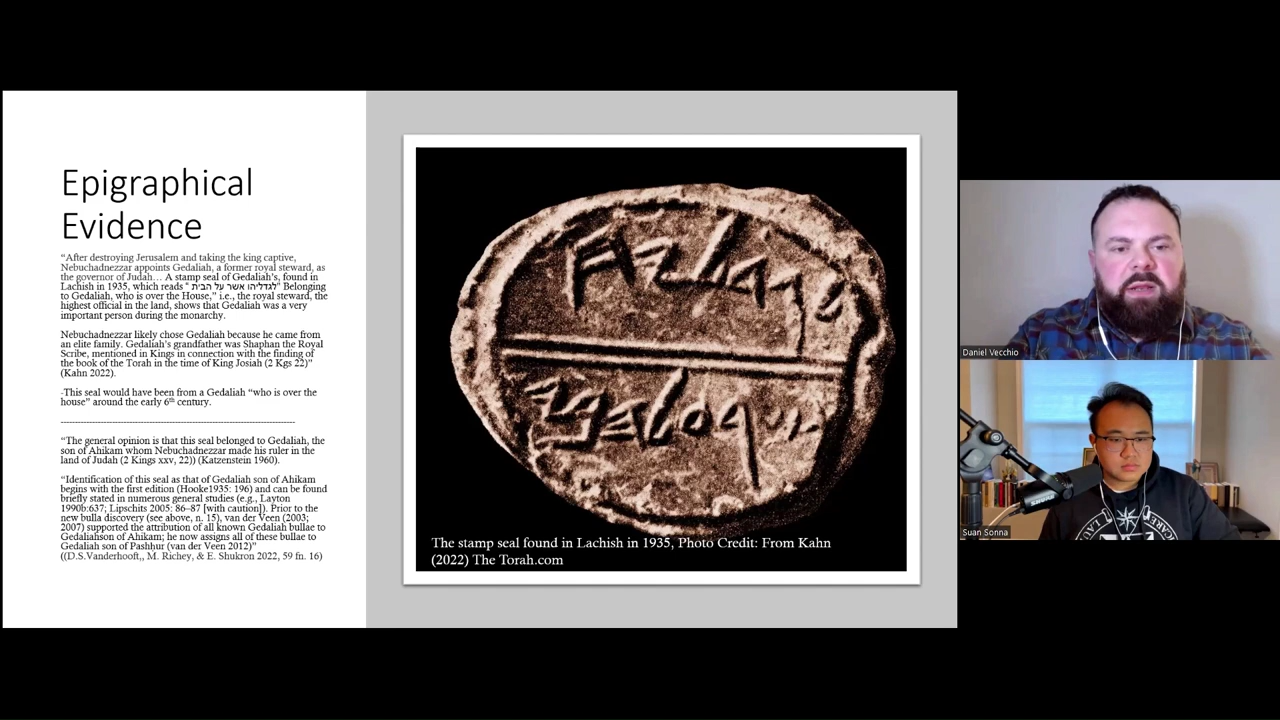 Epigraphical
Evidence
“After destroying Jerusalem and taking the king captive,
Nebuchadnezzar appoints Gedaliah, a former royal steward, as
the governor of Judah… A stamp seal of Gedaliah’s, found in
Lachish in 1935, which reads " לגדליהו אשר על הבית" Belonging
to Gedaliah, who is over the House,” i.e., the royal steward, the
highest official in the land, shows that Gedaliah was a very
important person during the monarchy.
Nebuchadnezzar likely chose Gedaliah because he came from
an elite family. Gedaliah’s grandfather was Shaphan the Royal
Scribe, mentioned in Kings in connection with the finding of
the book of the Torah in the time of King Josiah (2 Kgs 22)”
(Kahn 2022).
-This seal would have been from a Gedaliah “who is over the
house” around the early 6th century.
“The general opinion is that this seal belonged to Gedaliah, the
son of Ahikam whom Nebuchadnezzar made his ruler in the
land of Judah (2 Kings xxv, 22)) (Katzenstein 1960).
“Identification of this seal as that of Gedaliah son of Ahikam
begins with the first edition (Hooke1935: 196) and can be found
briefly stated in numerous general studies (e.g., Layton
1990b:637; Lipschits 2005: 86–87 [with caution]). Prior to the
new bulla discovery (see above, n. 15), van der Veen (2003;
2007) supported the attribution of all known Gedaliah bullae to
Gedaliahson of Ahikam; he now assigns all of these bullae to
Gedaliah son of Pashḥur (van der Veen 2012)”
((D.S.Vanderhooft,, M. Richey, & E. Shukron 2022, 59 fn. 16)
The stamp seal found in Lachish in 1935, Photo Credit: From Kahn
(2022) The Torah.com
Daniel Vecchio
Suan Sonna
SHURE